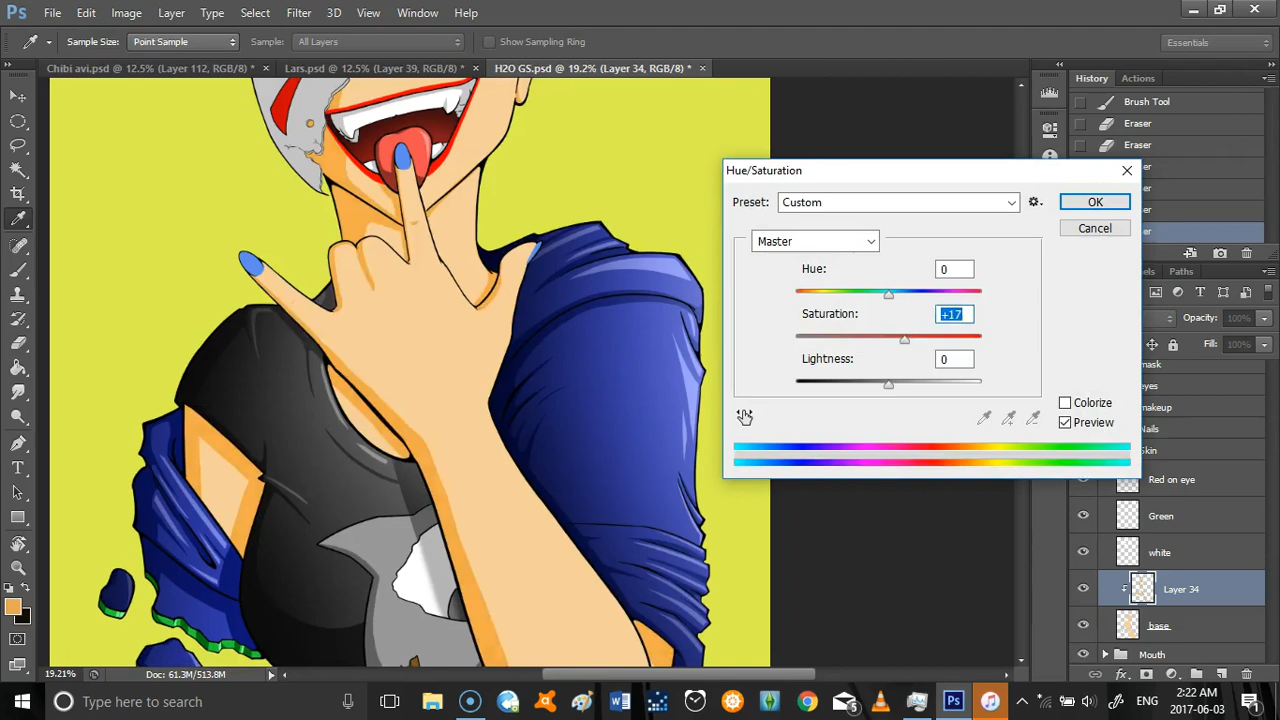 Ps File Edit Image Layer Type Select Filter 3D View Window Help
Sample Size: Point Sample Sample: All Layers Show Sampling Ring Essentials
Chibi avi.psd @ 12.5% (Layer 112, RGB/8) * × Lars.psd @ 12.5% (Layer 39, RGB/8) * × H2O GS.psd @ 19.2% (Layer 34, RGB/8) * ×
History Actions
Brush Tool
Eraser
Eraser
Hue/Saturation
Preset: Custom OK
Cancel
Master
Hue: 0
Saturation: +17
Lightness: 0
Colorize
Preview
Paths
Opacity: 100%
Fill: 100%
Skin
Red on eye
Green
white
Layer 34
base
Mouth
19.21% Doc: 61.3M/513.8M
Type here to search
ENG 2:22 AM
2017-06-03